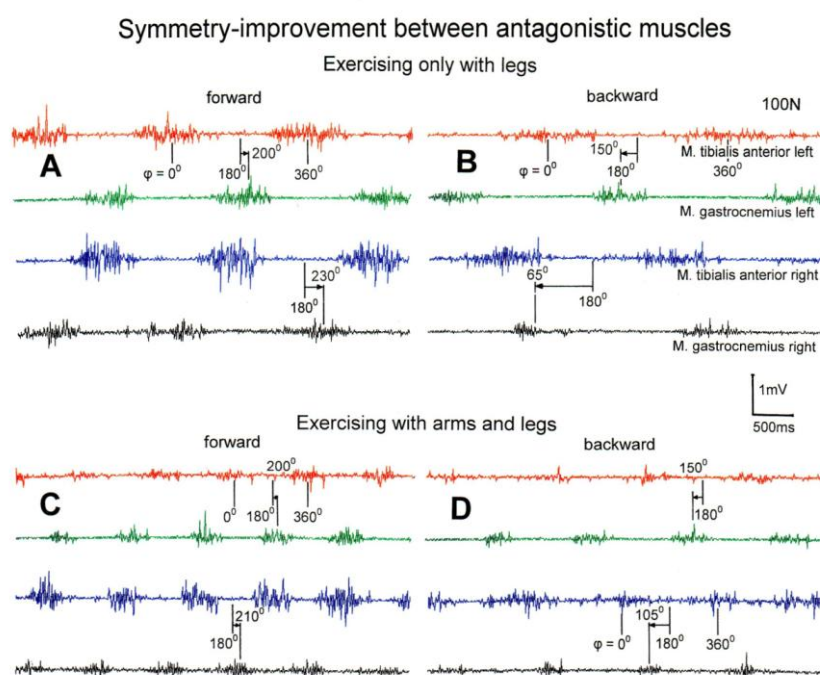 Symmetry-improvement between antagonistic muscles
Exercising only with legs
forward
backward
100N
A
200⁰
φ = 0⁰
180⁰
360⁰
B
150⁰
M. tibialis anterior left
φ = 0⁰
180⁰
360⁰
M. gastrocnemius left
230⁰
180⁰
M. tibialis anterior right
65⁰
180⁰
M. gastrocnemius right
1mV
500ms
Exercising with arms and legs
forward
backward
C
200⁰
0⁰
180⁰
360⁰
D
150⁰
180⁰
210⁰
180⁰
105⁰
φ = 0⁰
180⁰
360⁰